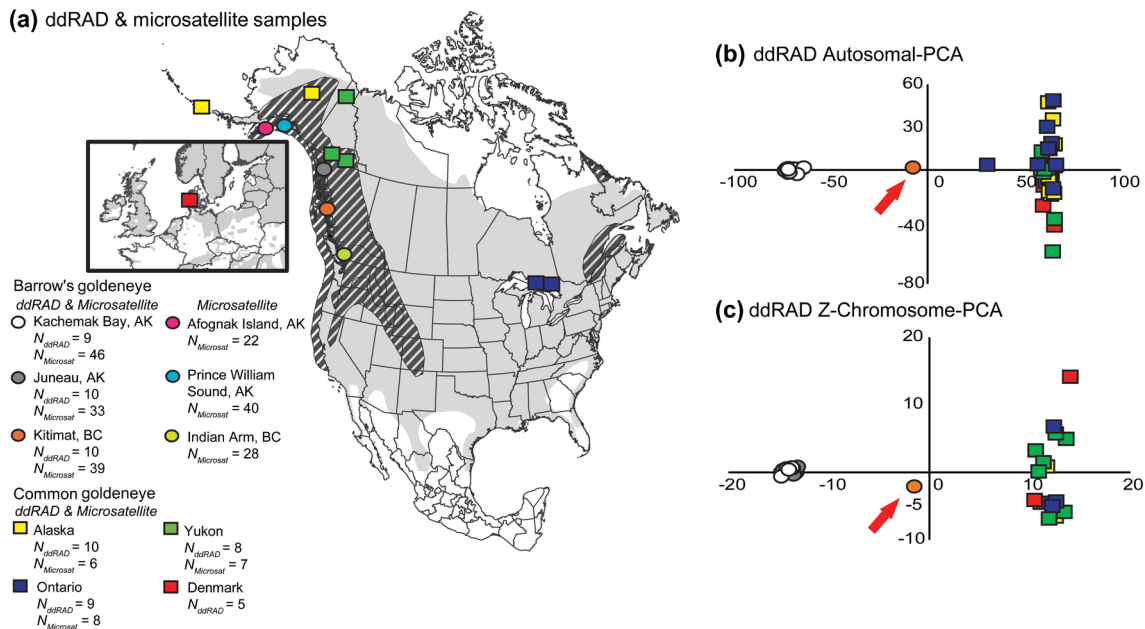 (a) ddRAD & microsatellite samples
Barrow's goldeneye
ddRAD & Microsatellite
Kachemak Bay, AK
NddRAD = 9
NMicrosat = 46
Juneau, AK
NddRAD = 10
NMicrosat = 33
Kitimat, BC
NddRAD = 10
NMicrosat = 39
Microsatellite
Afognak Island, AK
NMicrosat = 22
Prince William
Sound, AK
NMicrosat = 40
Indian Arm, BC
NMicrosat = 28
Common goldeneye
ddRAD & Microsatellite
Alaska
NddRAD = 10
NMicrosat = 6
Yukon
NddRAD = 8
NMicrosat = 7
Ontario
NddRAD = 9
NMicrosat = 8
Denmark
NddRAD = 5
(b) ddRAD Autosomal-PCA
60
30
-100 -50 0 50 100
-40
-80
(c) ddRAD Z-Chromosome-PCA
20
10
-20 -10 0 10 20
-5
-10